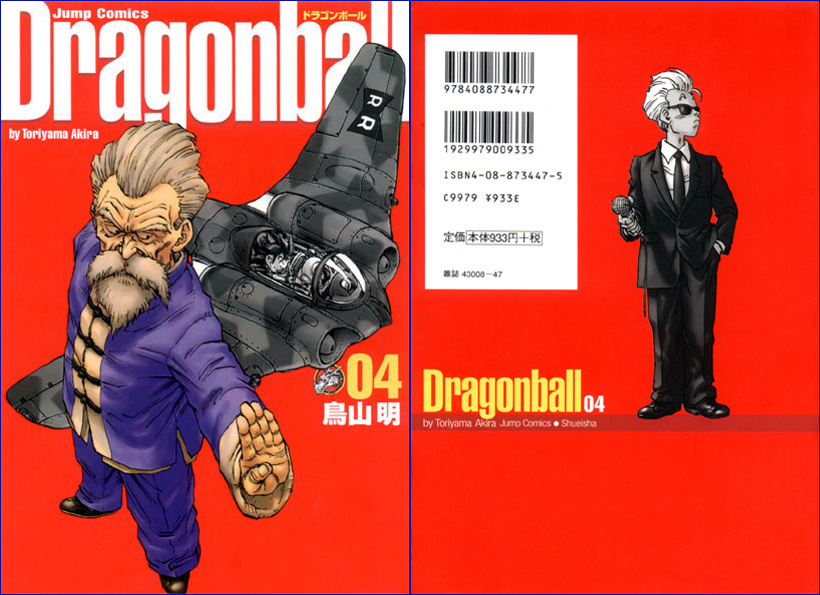 Jump Comics
ドラゴンボール
Dragonball
by Toriyama Akira
RR
04
鳥山 明
9784088734477
1929979009335
ISBN4-08-873447-5
C9979 ¥933E
定価 本体933円+税
雑誌 43008-47
Dragonball 04
by Toriyama Akira Jump Comics ● Shueisha